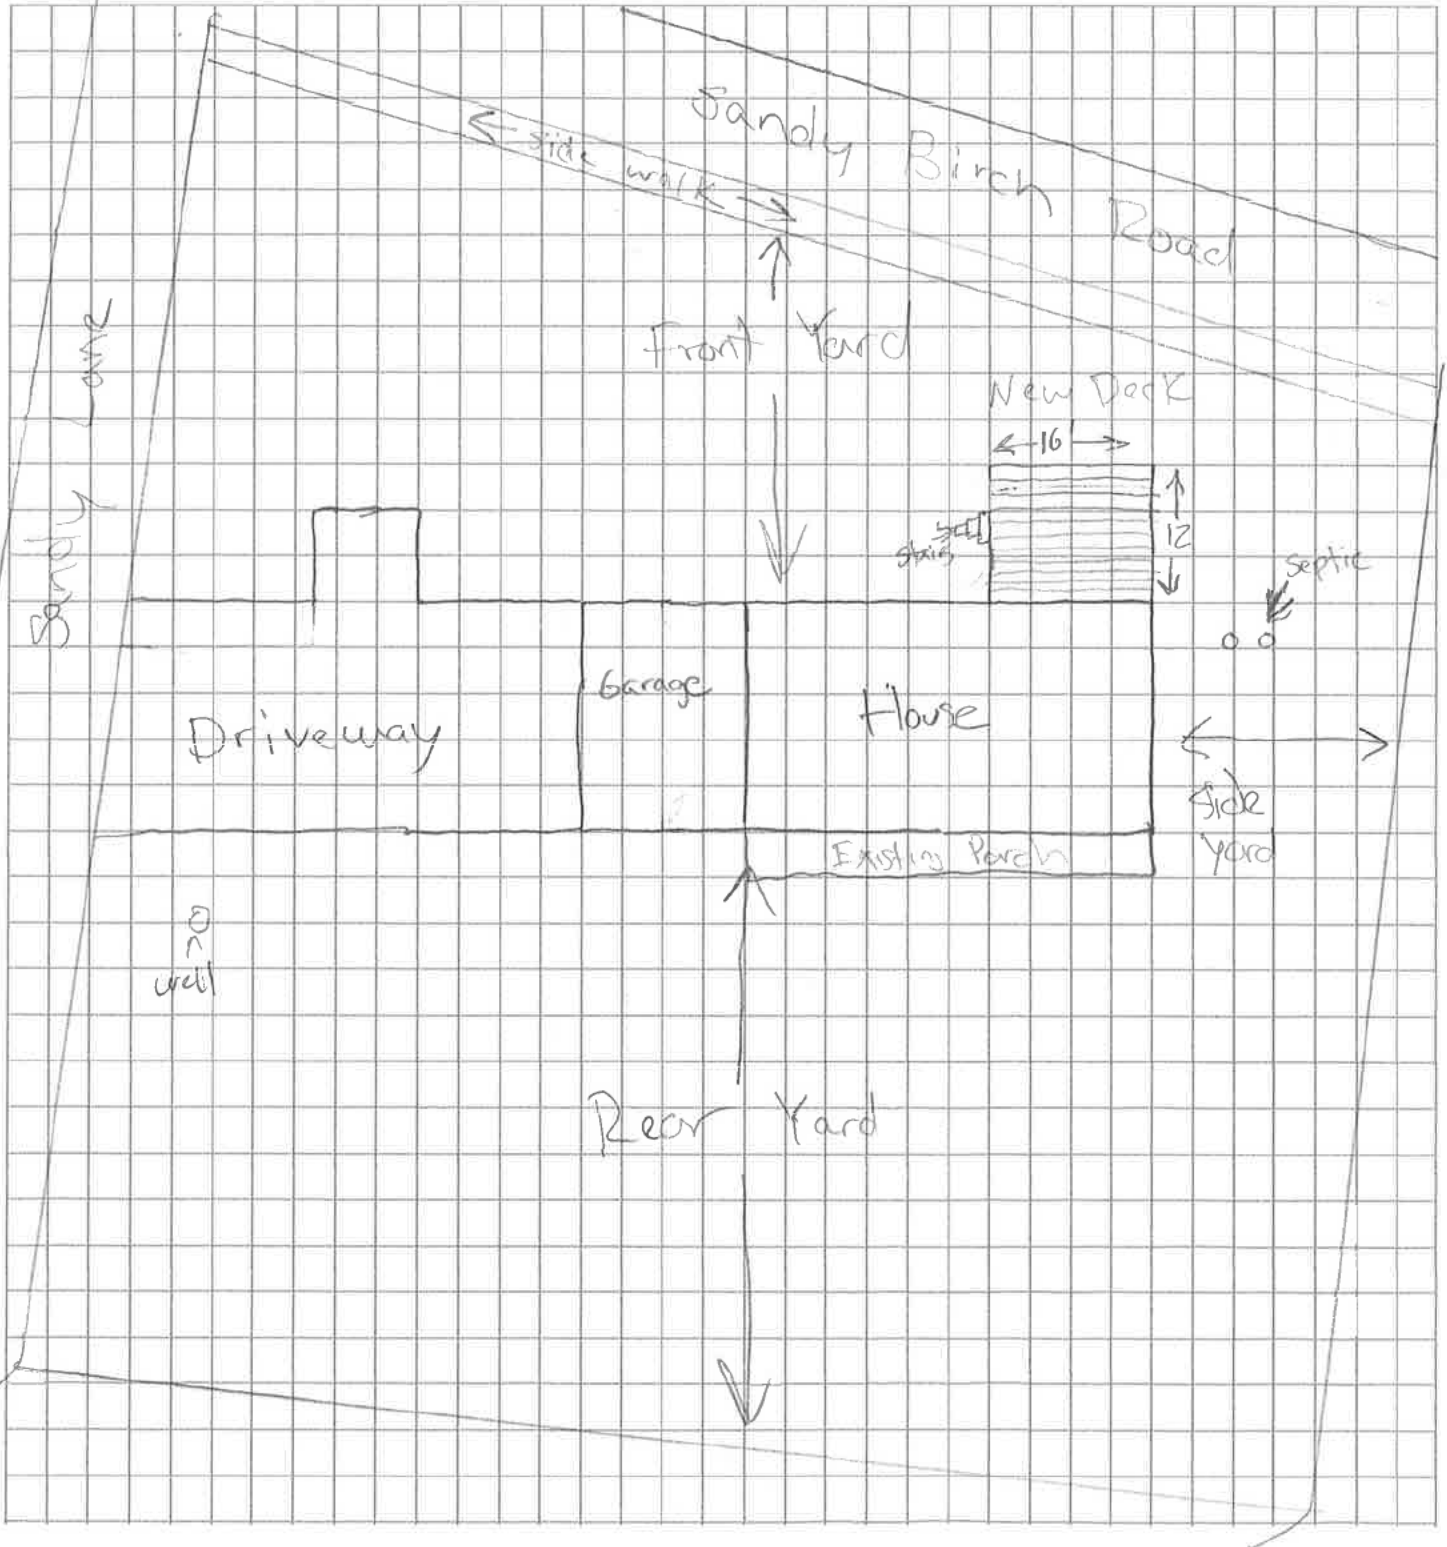 Sandy Birch Road
side walk
Sandy Lane
Front Yard
New Deck
16
12
stairs
septic
Garage
House
Driveway
Side
yard
Existing Porch
well
Rear Yard